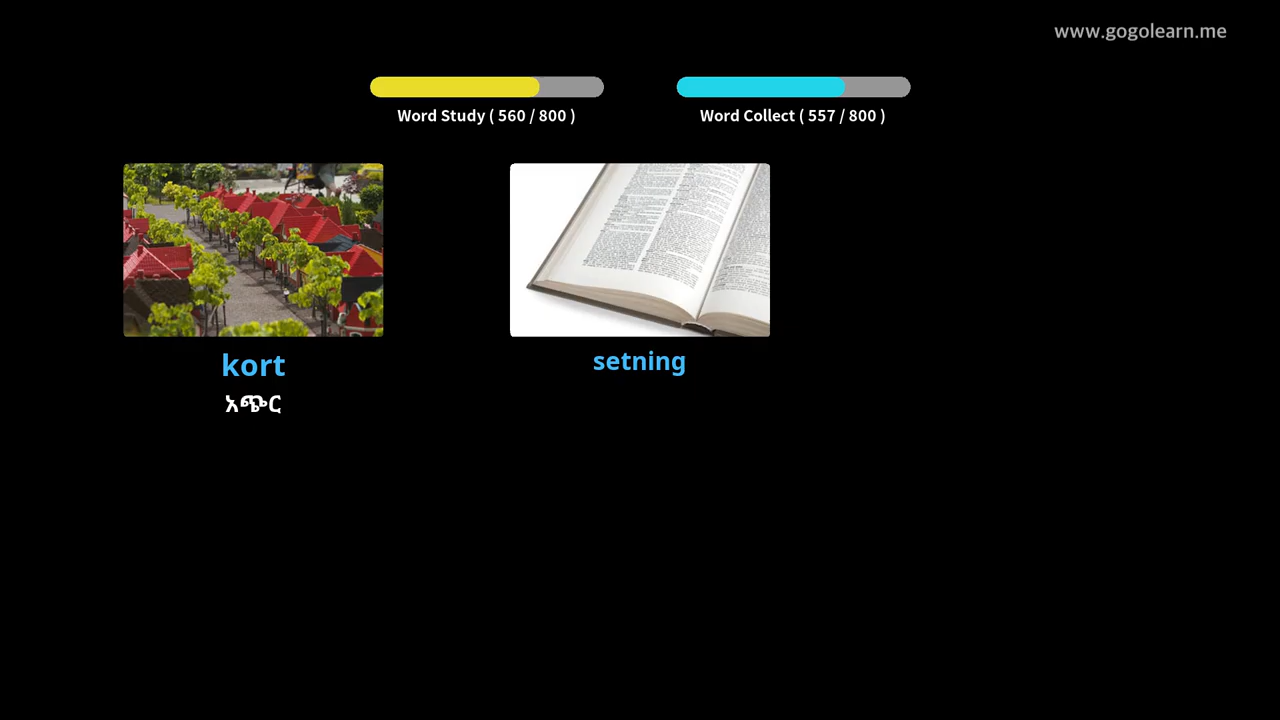 www.gogolearn.me
Word Study ( 560 / 800 )
Word Collect ( 557 / 800 )
kort
አጭር
setning